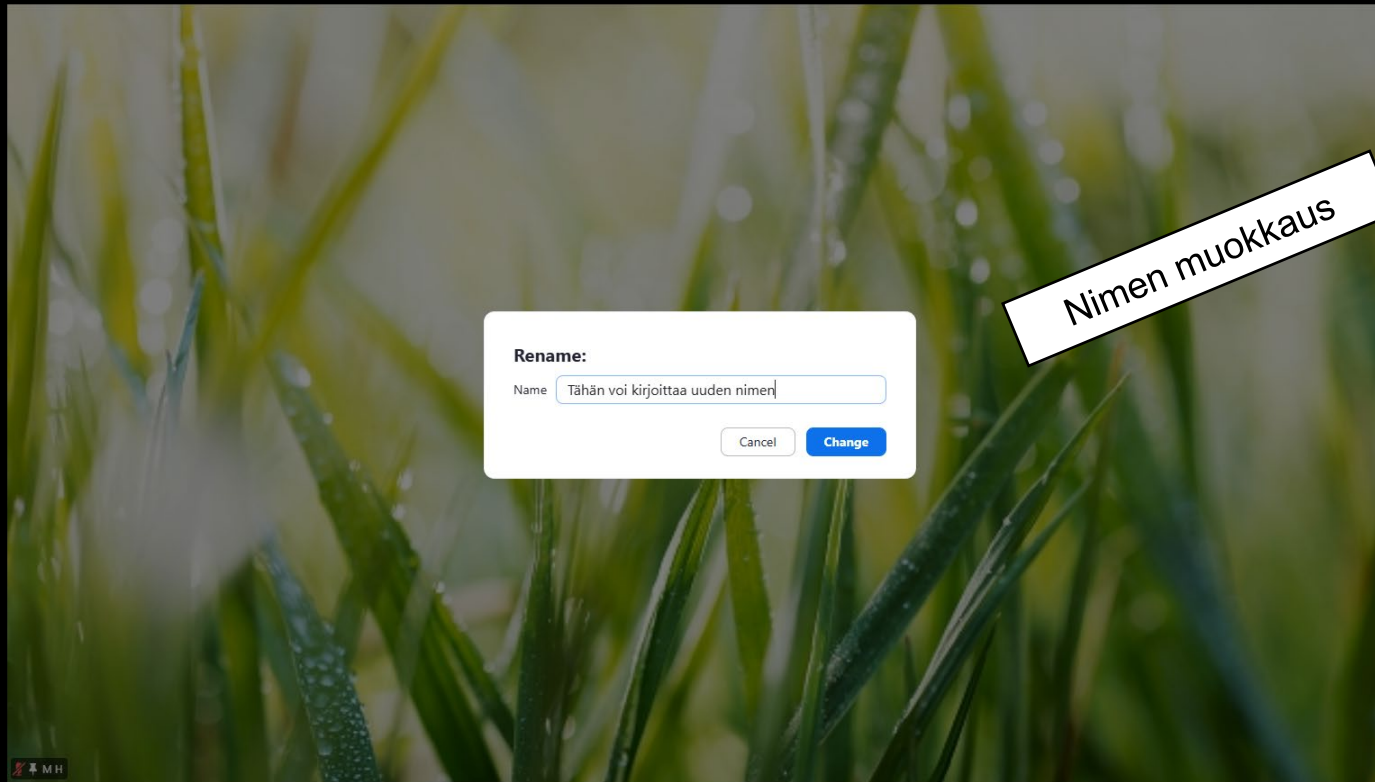 Nimen muokkaus
Rename:
Name Tähän voi kirjoittaa uuden nimen
Cancel Change
M H